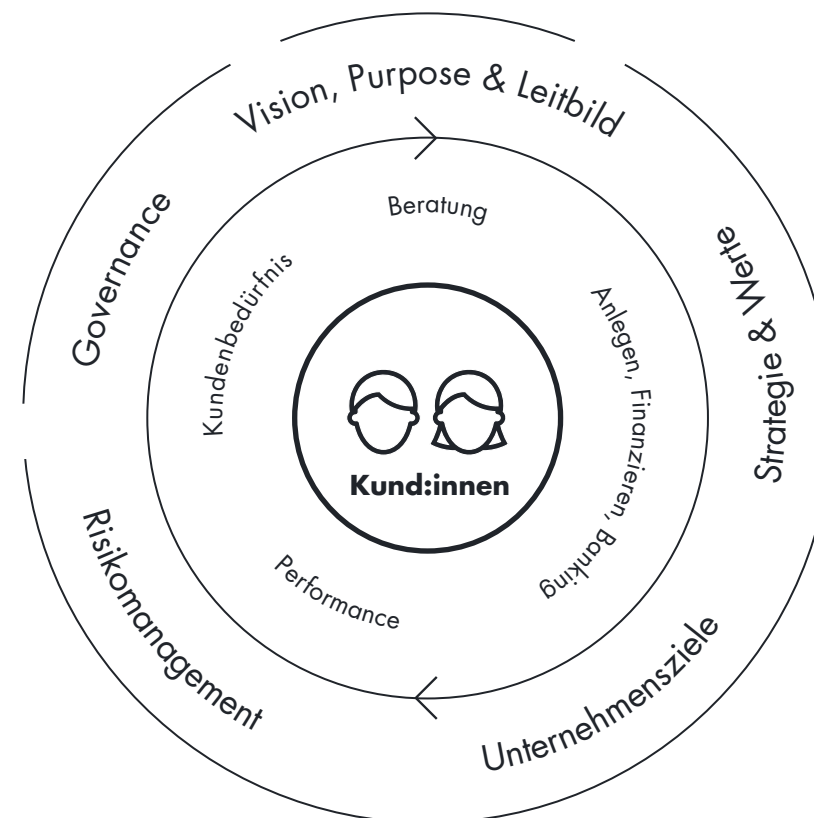 Vision, Purpose & Leitbild
Strategie & Werte
Unternehmensziele
Risikomanagement
Governance
Beratung
Anlegen, Finanzieren, Banking
Performance
Kundenbedürfnis
Kund:innen